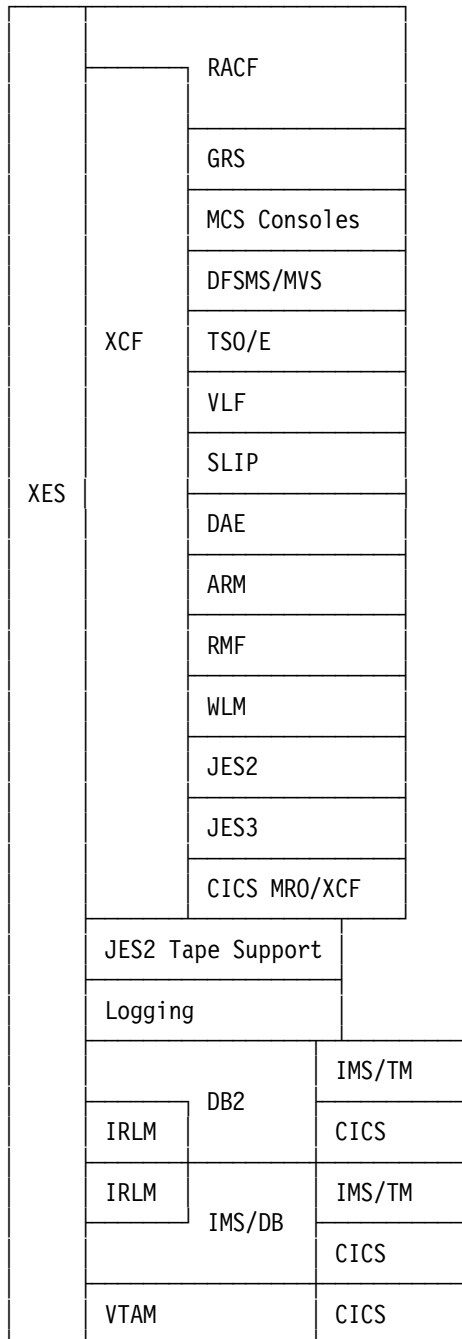 RACF
GRS
MCS Consoles
DFSMS/MVS
XCF TSO/E
VLF
SLIP
XES
DAE
ARM
RMF
WLM
JES2
JES3
CICS MRO/XCF
JES2 Tape Support
Logging
IMS/TM
DB2
IRLM CICS
IRLM IMS/TM
IMS/DB
CICS
VTAM CICS